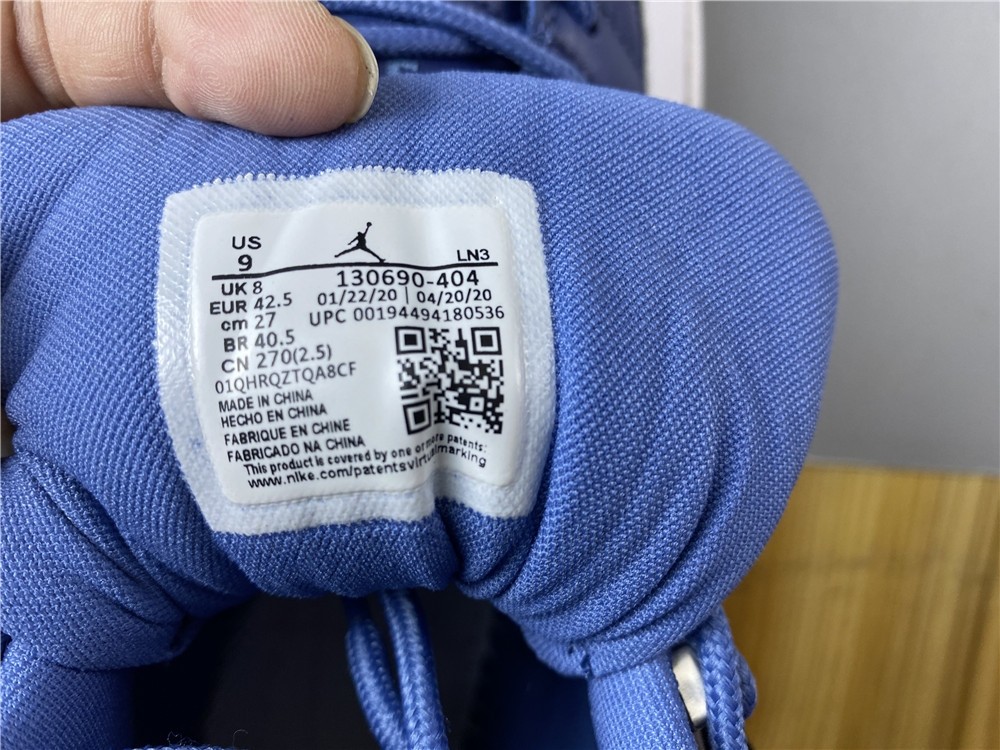 US
9
LN3
UK 8
130690-404
EUR 42.5
01/22/20 | 04/20/20
cm 27
UPC 00194494180536
BR 40.5
CN 270(2.5)
01QHRQZTQA8CF
MADE IN CHINA
HECHO EN CHINA
FABRIQUE EN CHINE
FABRICADO NA CHINA
This product is covered by one or more patents:
www.nike.com/patentsvirtualmarking